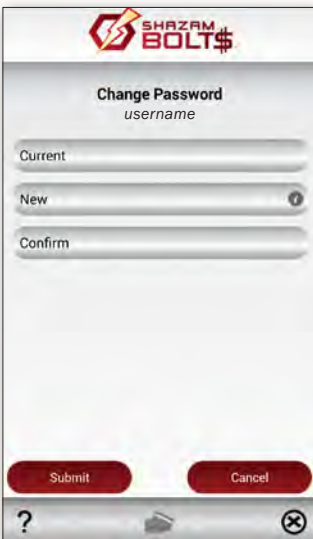 SHAZAM
BOLT$
Change Password
username
Current
New
i
Confirm
Submit
Cancel
?